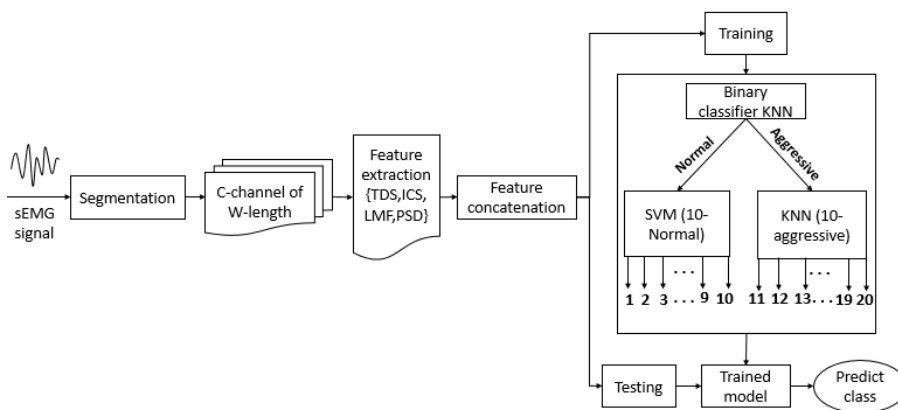 sEMG
signal
Segmentation
C-channel of
W-length
Feature
extraction
{TDS,ICS,
LMF,PSD}
Feature
concatenation
Training
Binary
classifier KNN
Normal
Aggressive
SVM (10-
Normal)
KNN (10-
aggressive)
...
...
1 2 3 ... 9 10
11 12 13... 19 20
Testing
Trained
model
Predict
class